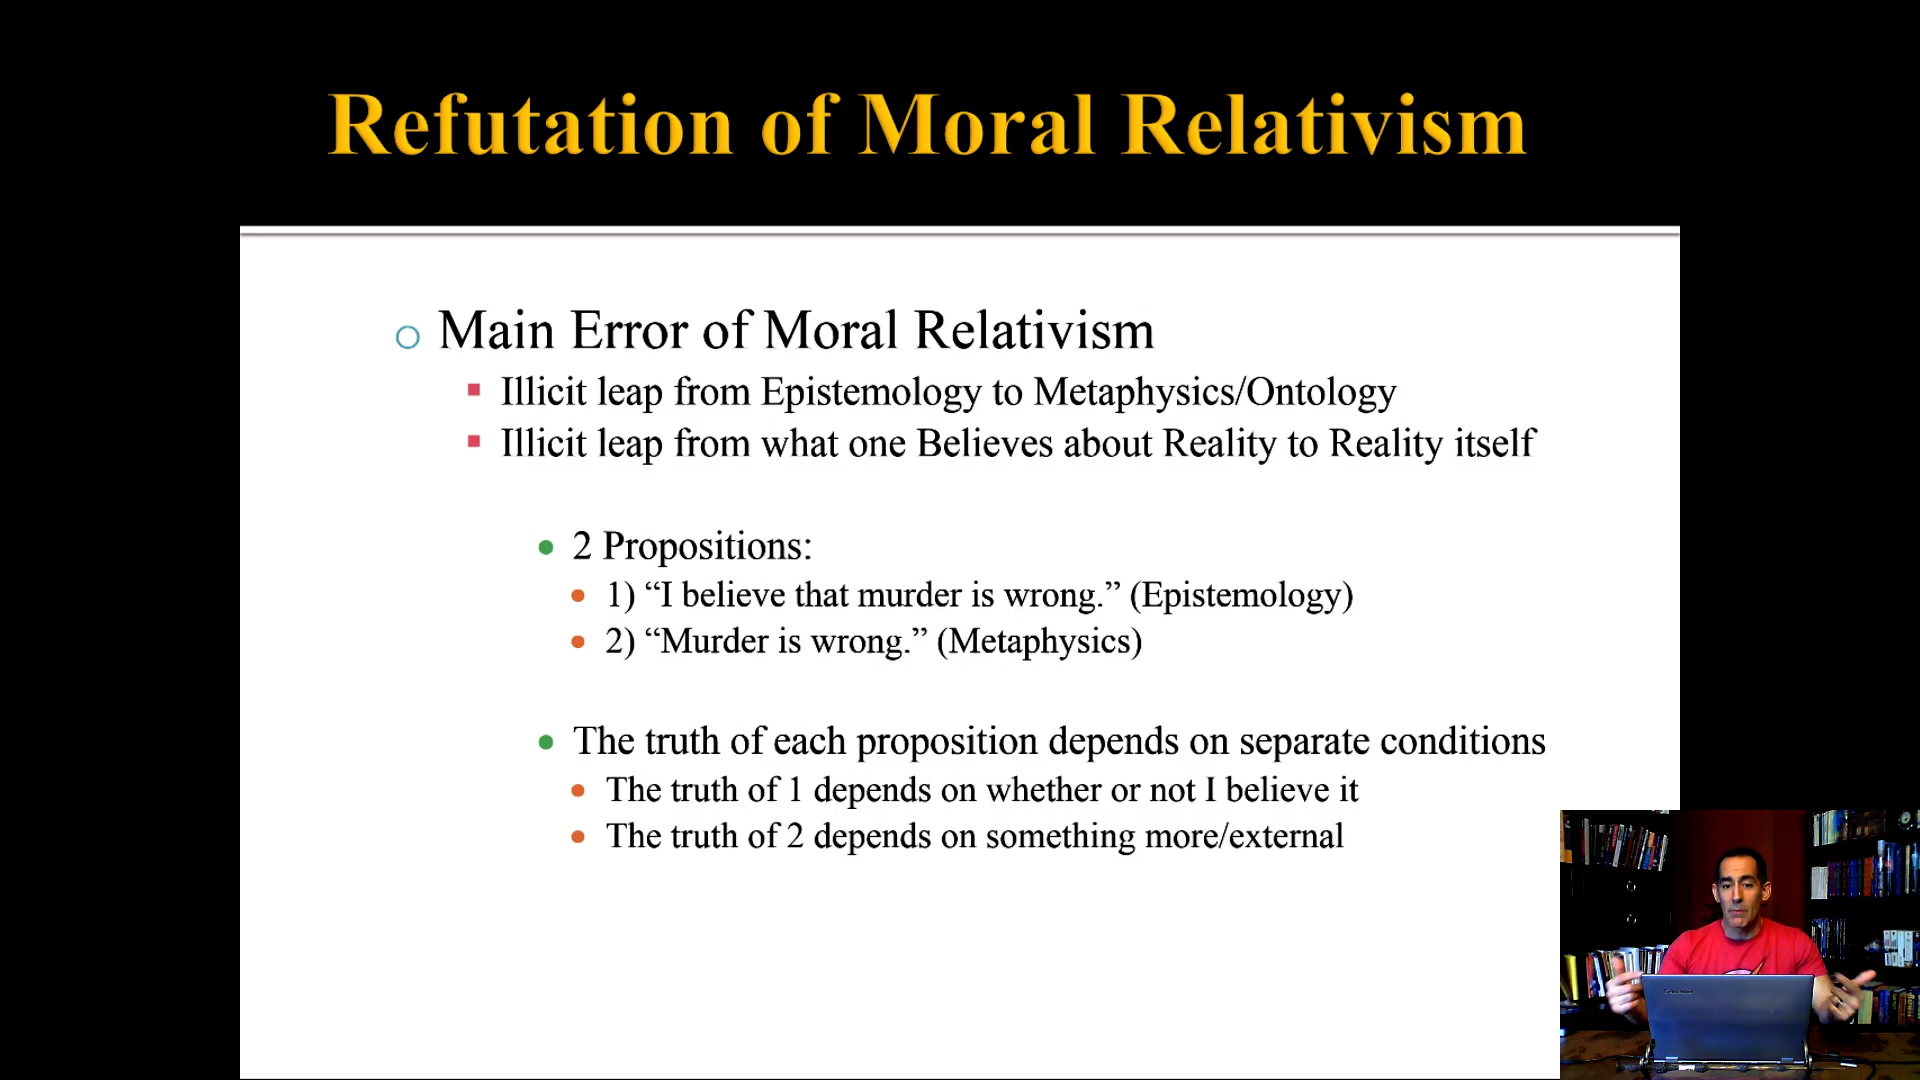 Refutation of Moral Relativism
Main Error of Moral Relativism
Illicit leap from Epistemology to Metaphysics/Ontology
Illicit leap from what one Believes about Reality to Reality itself
2 Propositions:
1) “I believe that murder is wrong.” (Epistemology)
2) “Murder is wrong.” (Metaphysics)
The truth of each proposition depends on separate conditions
The truth of 1 depends on whether or not I believe it
The truth of 2 depends on something more/external